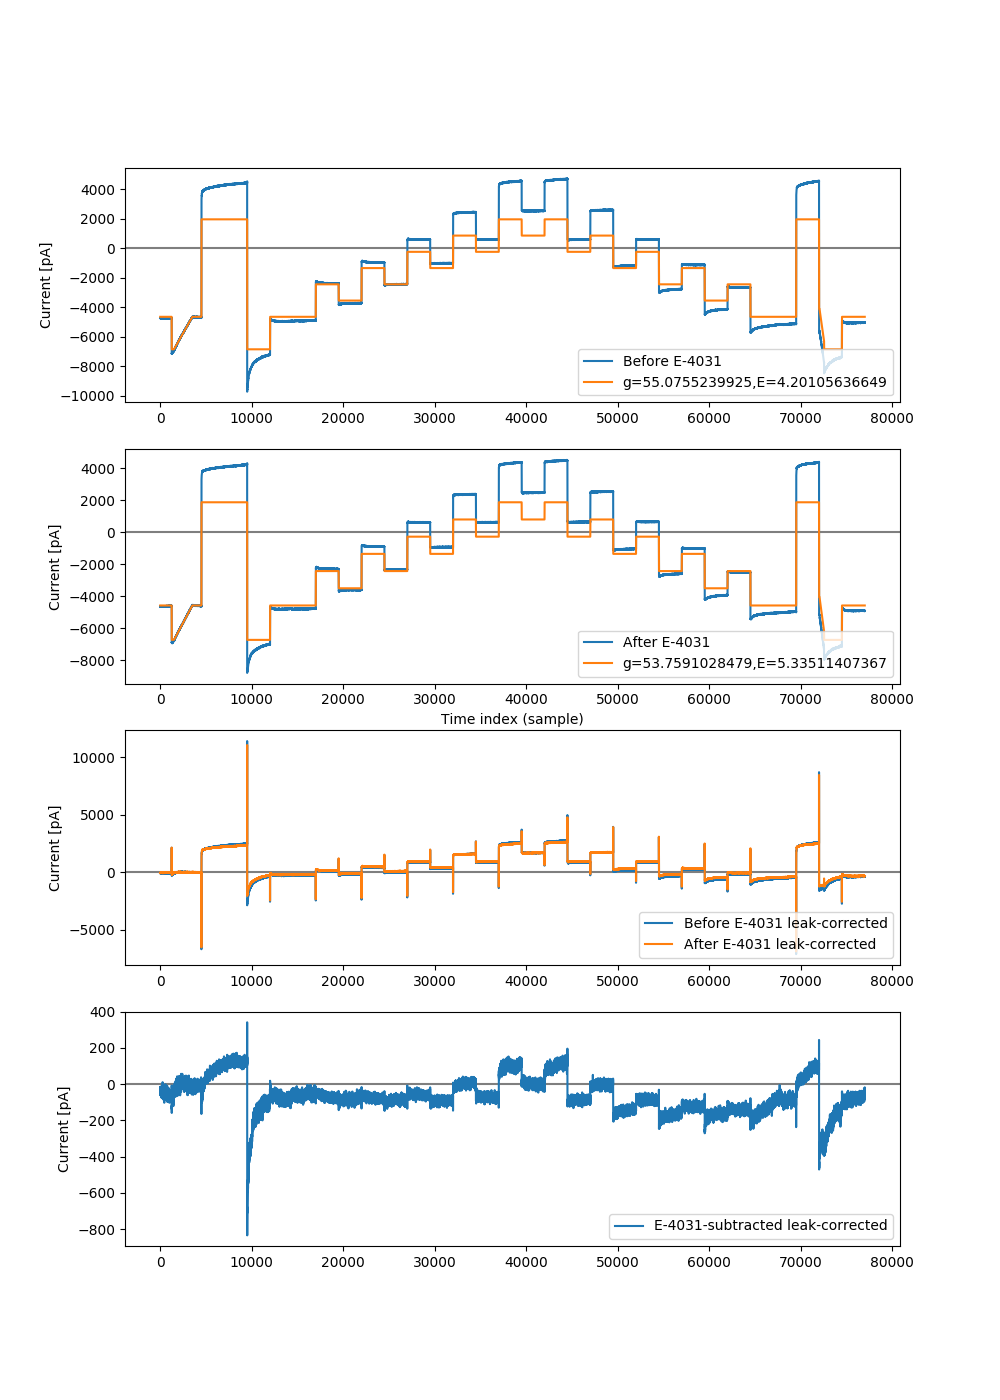 4000
2000
0
−2000
−4000
−6000
−8000
−10000
Current [pA]
Before E-4031
g=55.0755239925,E=4.20105636649
0 10000 20000 30000 40000 50000 60000 70000 80000
4000
2000
0
−2000
−4000
−6000
−8000
Current [pA]
After E-4031
g=53.7591028479,E=5.33511407367
0 10000 20000 30000 40000 50000 60000 70000 80000
Time index (sample)
10000
5000
0
−5000
Current [pA]
Before E-4031 leak-corrected
After E-4031 leak-corrected
0 10000 20000 30000 40000 50000 60000 70000 80000
400
200
0
−200
−400
−600
−800
Current [pA]
E-4031-subtracted leak-corrected
0 10000 20000 30000 40000 50000 60000 70000 80000